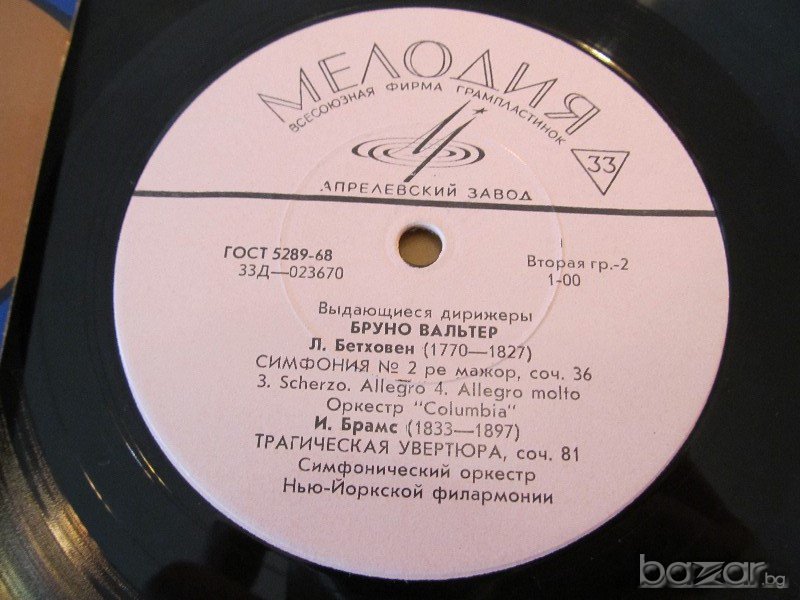 МЕЛОДИЯ
ВСЕСОЮЗНАЯ ФИРМА ГРАМПЛАСТИНОК
33
АПРЕЛЕВСКИЙ ЗАВОД
ГОСТ 5289-68
33Д—023670
Вторая гр.-2
1-00
Выдающиеся дирижеры
БРУНО ВАЛЬТЕР
Л. Бетховен (1770—1827)
СИМФОНИЯ № 2 ре мажор, соч. 36
3. Scherzo. Allegro 4. Allegro molto
Оркестр "Columbia"
И. Брамс (1833—1897)
ТРАГИЧЕСКАЯ УВЕРТЮРА, соч. 81
Симфонический оркестр
Нью-Йоркской филармонии
bazar.bg